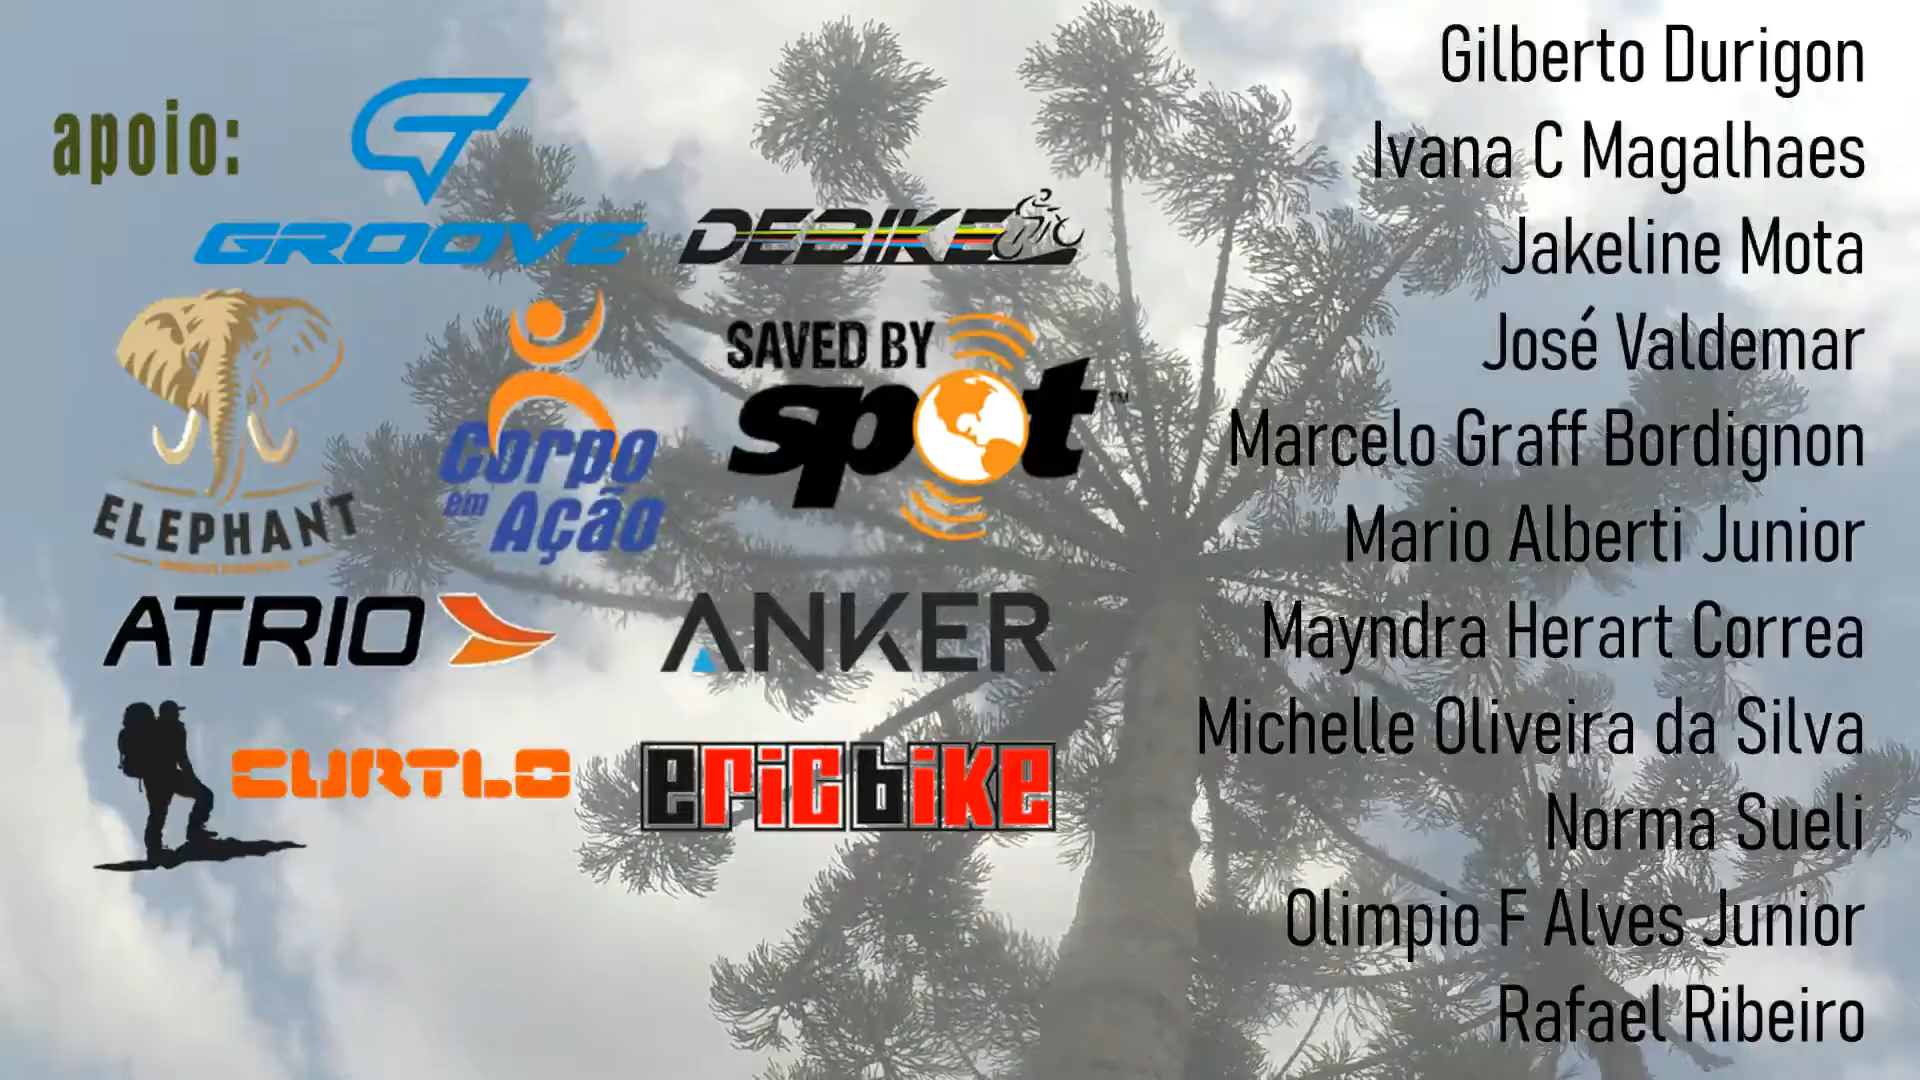 apoio:
GROOVE
DEBIKE
ELEPHANT
Corpo
em Ação
SAVED BY
spot™
ATRIO
ANKER
CURTLO
ericbike
Gilberto Durigon
Ivana C Magalhaes
Jakeline Mota
José Valdemar
Marcelo Graff Bordignon
Mario Alberti Junior
Mayndra Herart Correa
Michelle Oliveira da Silva
Norma Sueli
Olimpio F Alves Junior
Rafael Ribeiro